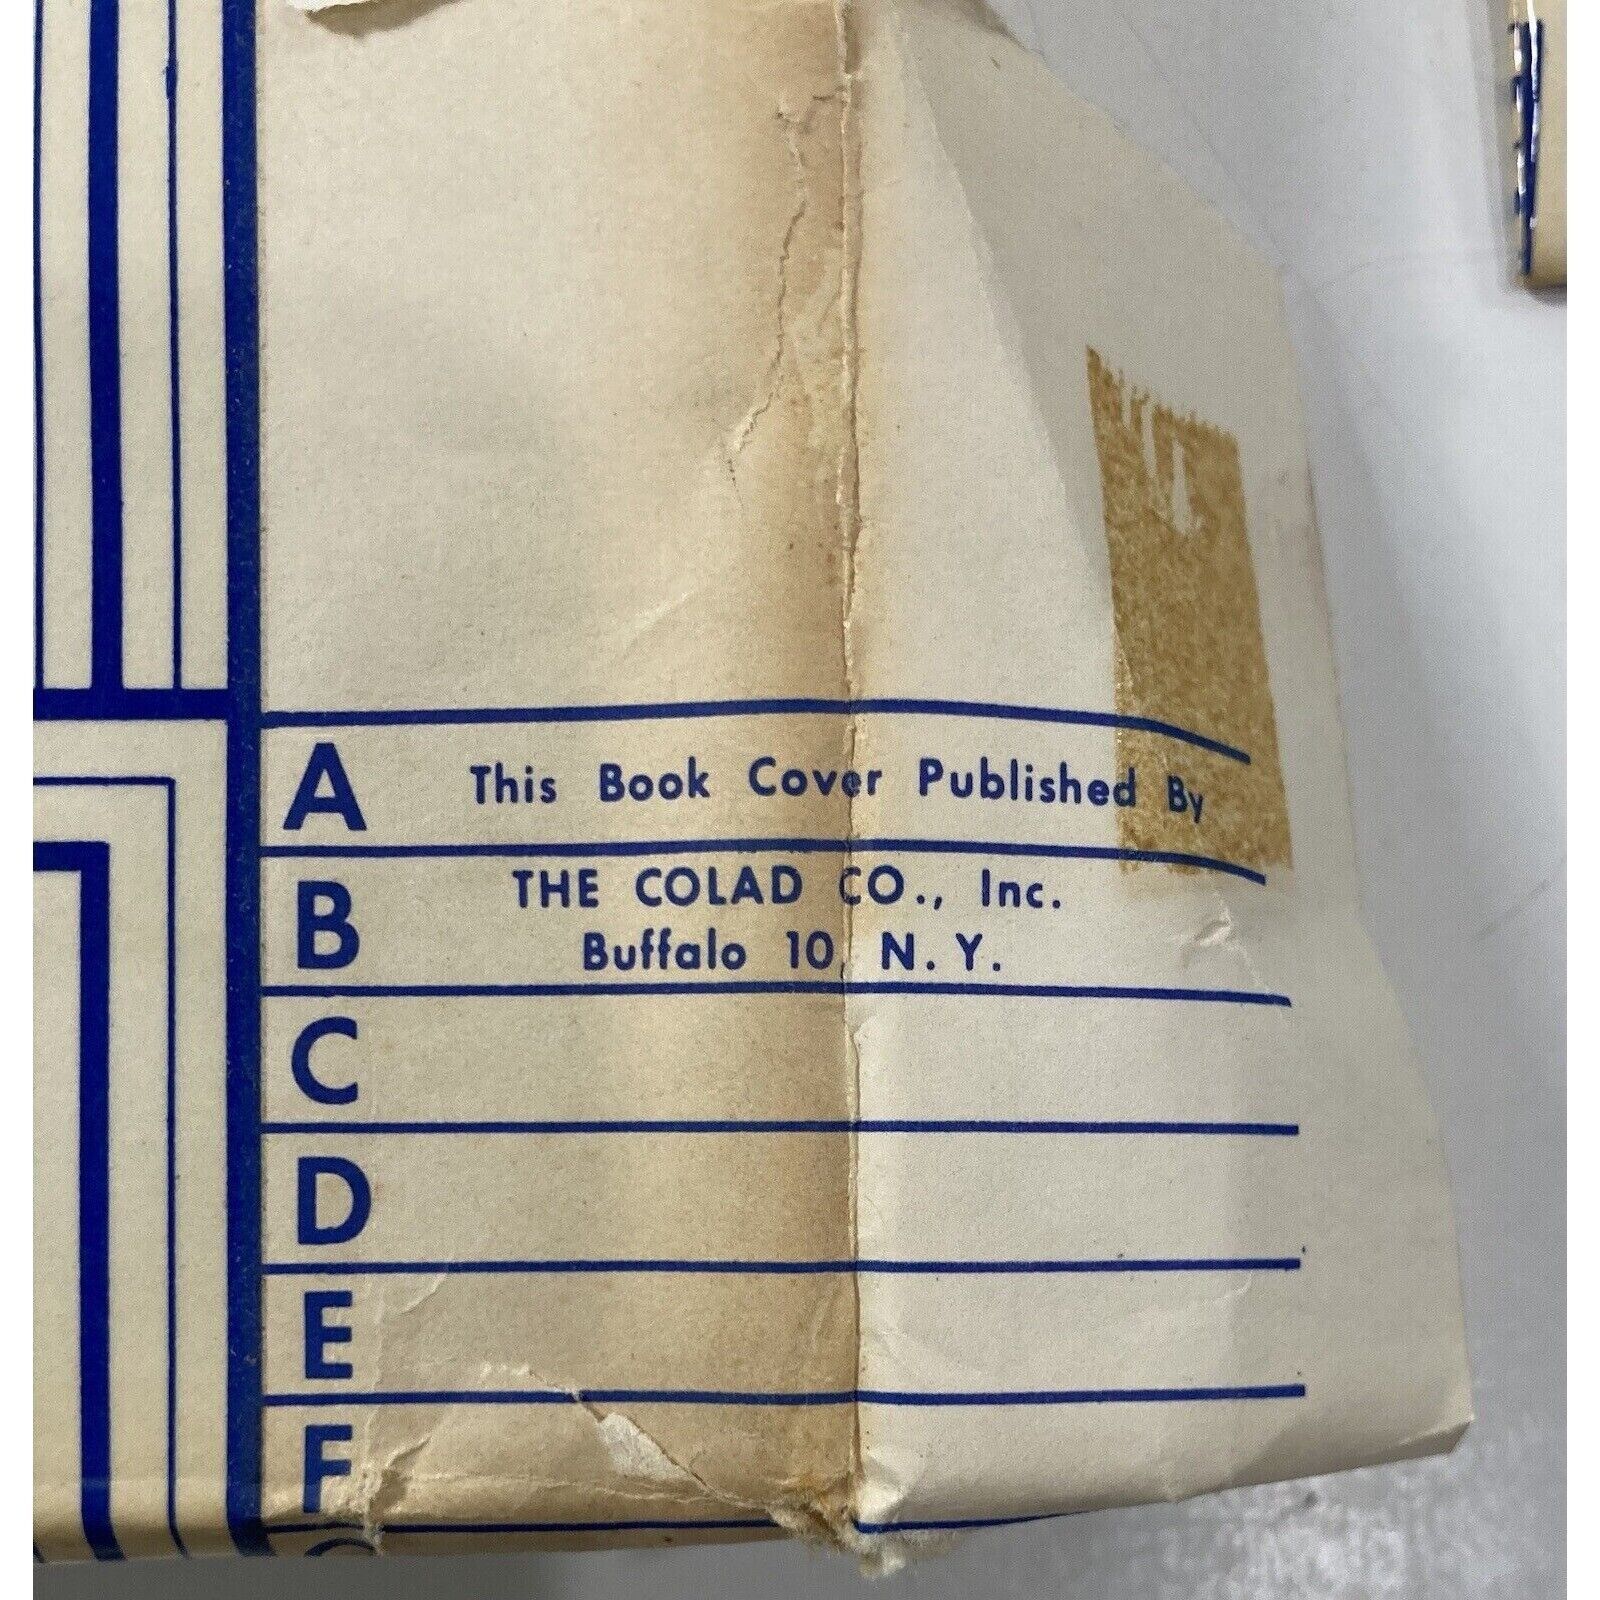 A This Book Cover Published By
B THE COLAD CO., Inc.
Buffalo 10, N. Y.
C
D
E
F